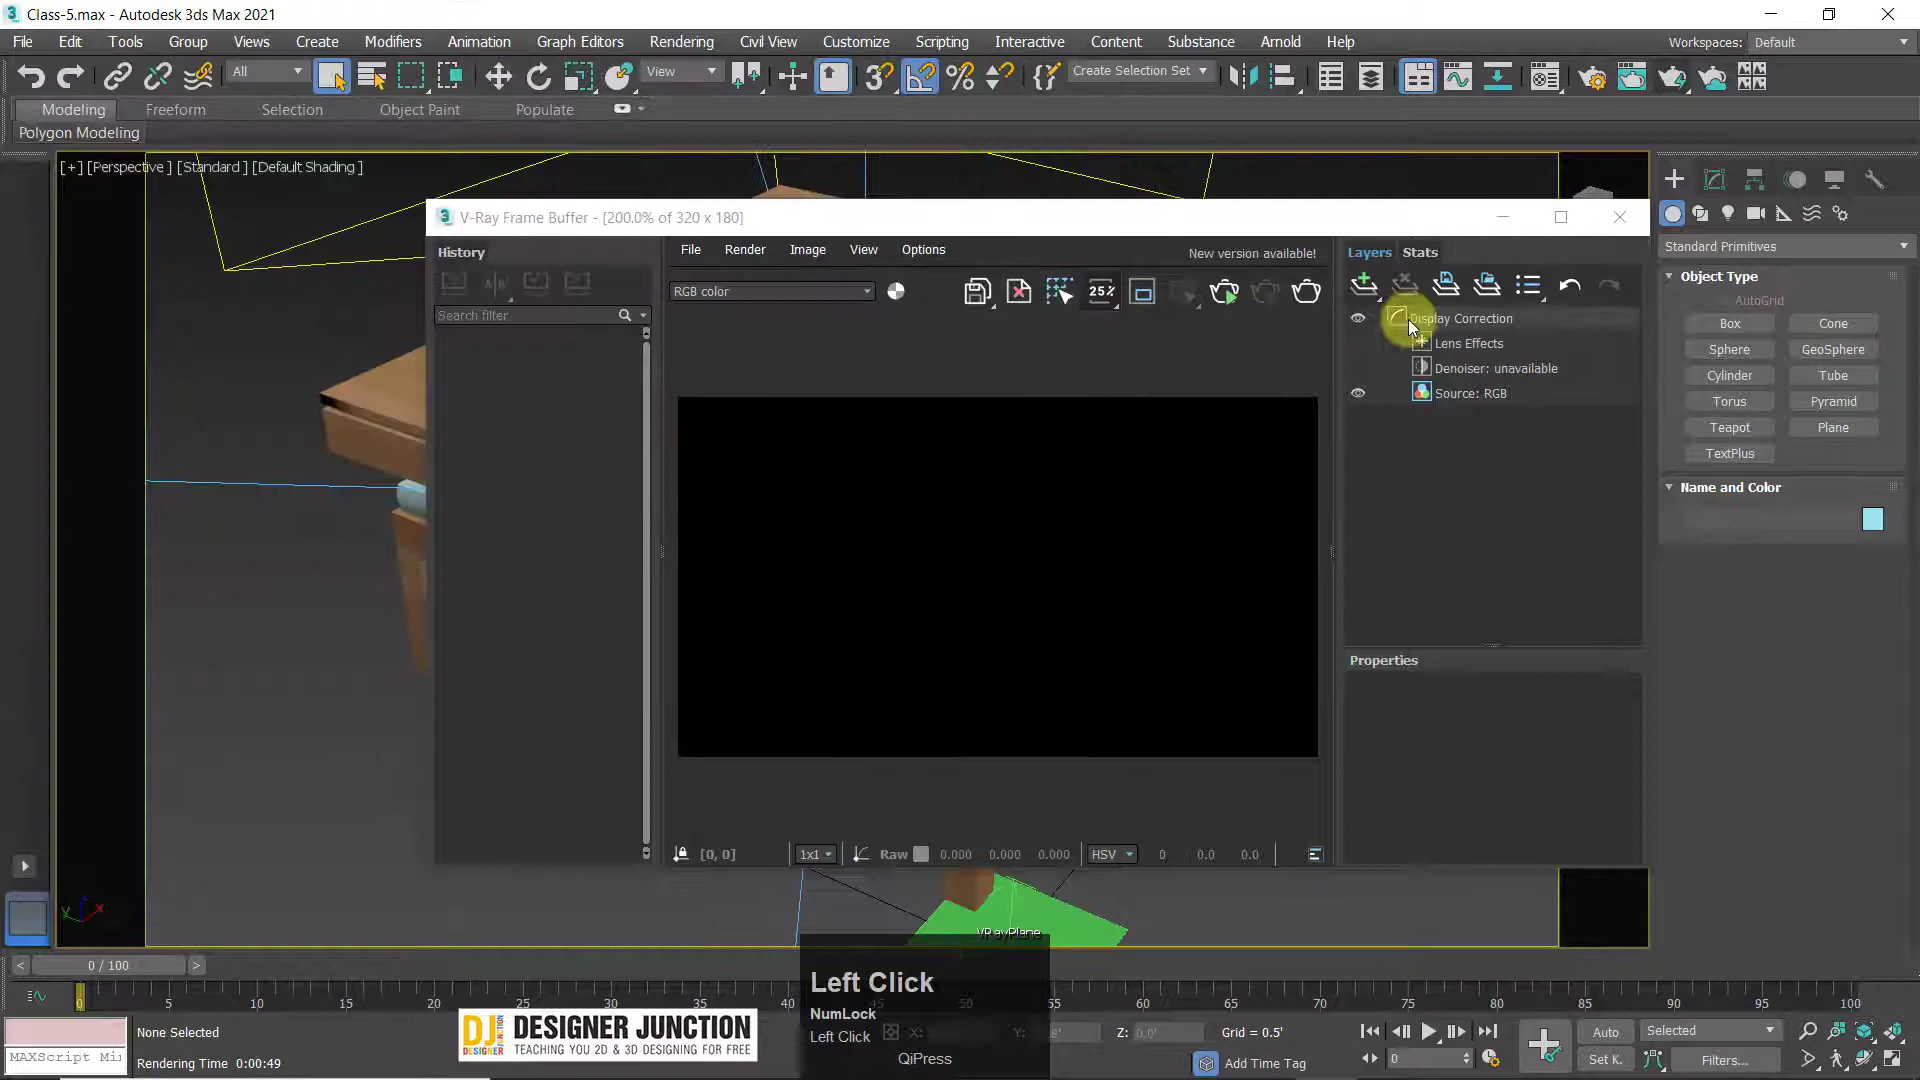 Class-5.max - Autodesk 3ds Max 2021
File Edit Tools Group Views Create Modifiers Animation Graph Editors Rendering Civil View Customize Scripting Interactive Content Substance Arnold Help
Workspaces: Default
All
View
Create Selection Set
Modeling Freeform Selection Object Paint Populate
Polygon Modeling
[+] [Perspective ] [Standard ] [Default Shading ]
V-Ray Frame Buffer - [200.0% of 320 x 180]
History
File Render Image View Options
New version available!
Layers Stats
RGB color
25%
Search filter
Display Correction
Lens Effects
Denoiser: unavailable
Source: RGB
Properties
[0, 0]
1x1
Raw
0.000 0.000 0.000
HSV
0 0.0 0.0
Standard Primitives
Object Type
AutoGrid
Box Cone
Sphere GeoSphere
Cylinder Tube
Torus Pyramid
Teapot Plane
TextPlus
Name and Color
VRayPlane
0 / 100
0 5 10 15 20 25 30 35 40 45 50 55 60 65 70 75 80 85 90 95 100
None Selected
MAXScript Mi
Rendering Time 0:00:49
DJ
DESIGNER JUNCTION
DESIGNER JUNCTION
TEACHING YOU 2D & 3D DESIGNING FOR FREE
Left Click
NumLock
Left Click
QiPress
X:
Y:
Z: 0.0'
Grid = 0.5'
Add Time Tag
0
Auto
Selected
Set K.
Filters...